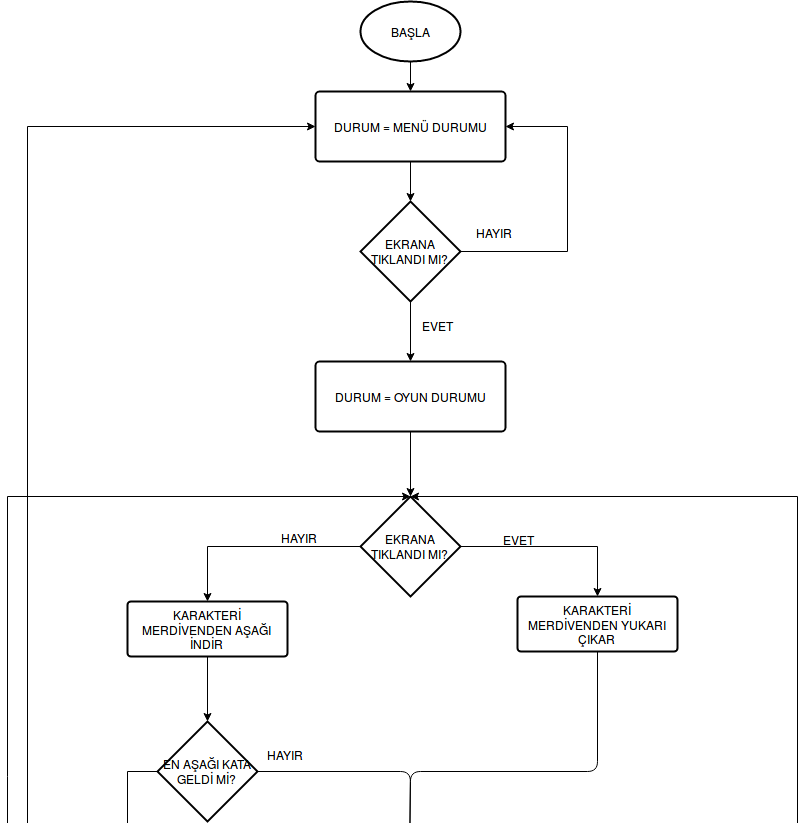 BAŞLA
DURUM = MENÜ DURUMU
EKRANA
TIKLANDI MI?
HAYIR
EVET
DURUM = OYUN DURUMU
EKRANA
TIKLANDI MI?
HAYIR
EVET
KARAKTERİ
MERDİVENDEN AŞAĞI
İNDİR
KARAKTERİ
MERDİVENDEN YUKARI
ÇIKAR
EN AŞAĞI KATA
GELDİ Mİ?
HAYIR